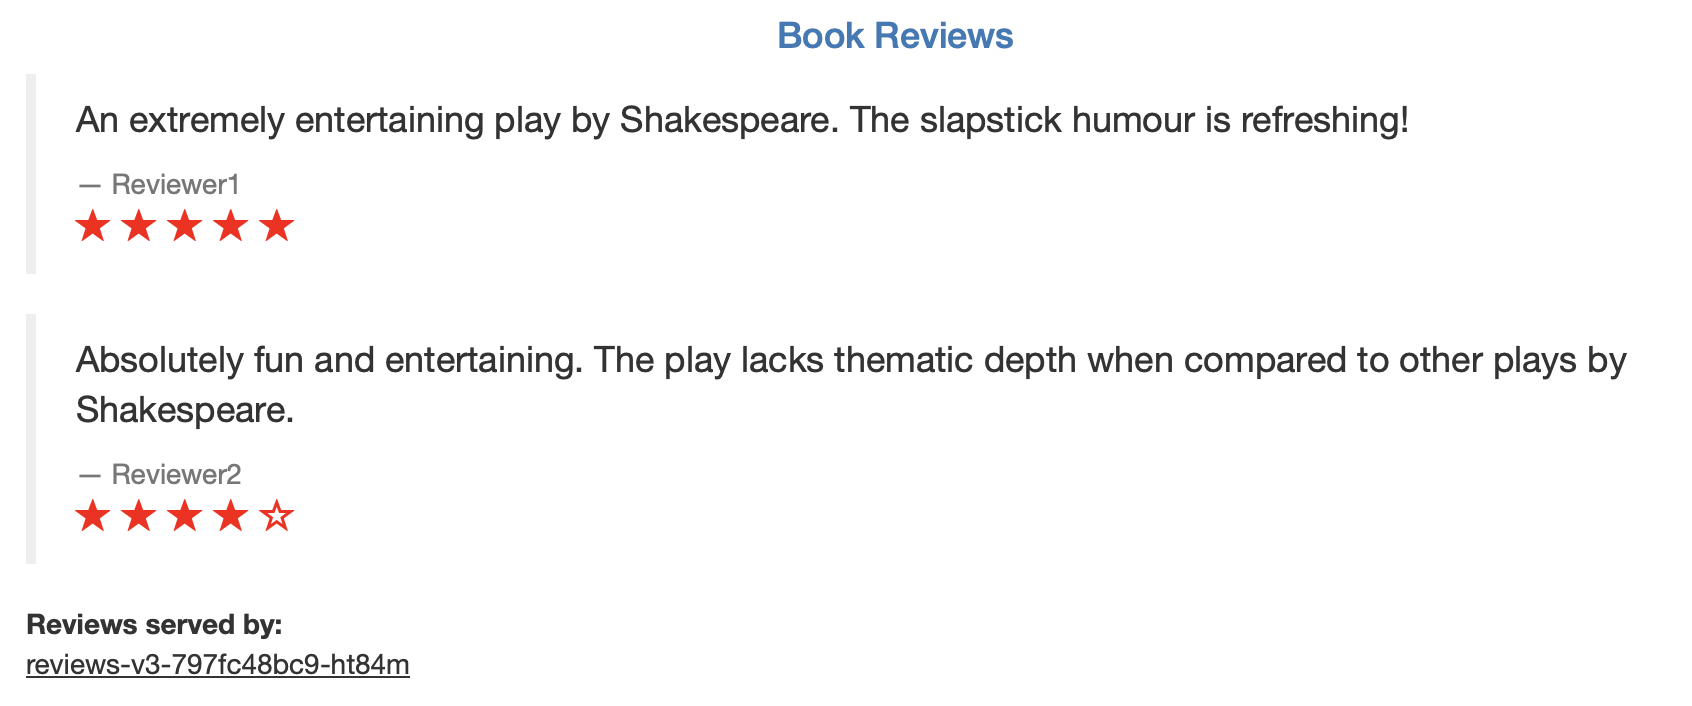 Book Reviews
An extremely entertaining play by Shakespeare. The slapstick humour is refreshing!
— Reviewer1
★ ★ ★ ★ ★
Absolutely fun and entertaining. The play lacks thematic depth when compared to other plays by
Shakespeare.
— Reviewer2
★ ★ ★ ★ ☆
Reviews served by:
reviews-v3-797fc48bc9-ht84m